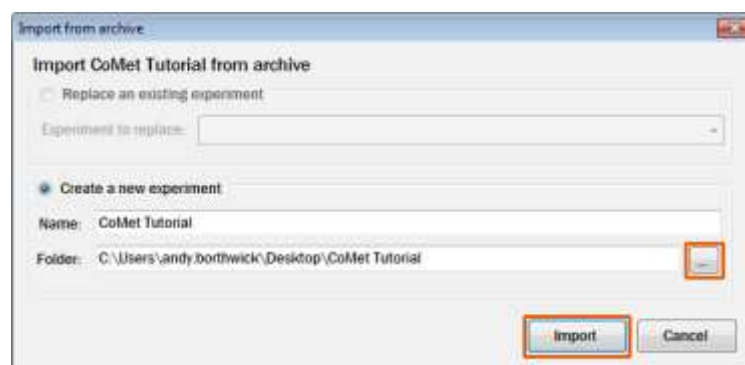 Import from archive
Import CoMet Tutorial from archive
Replace an existing experiment
Experiment to replace:
Create a new experiment
Name: CoMet Tutorial
Folder: C:\Users\andy.borthwick\Desktop\CoMet Tutorial
...
Import Cancel